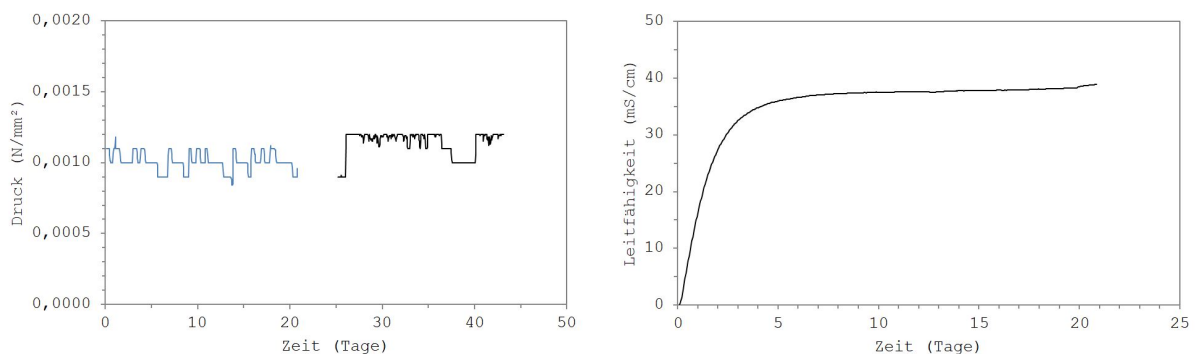 0,0020
0,0015
0,0010
0,0005
0,0000
Druck (N/mm²)
0 10 20 30 40 50
Zeit (Tage)
50
40
30
20
10
0
Leitfähigkeit (mS/cm)
0 5 10 15 20 25
Zeit (Tage)